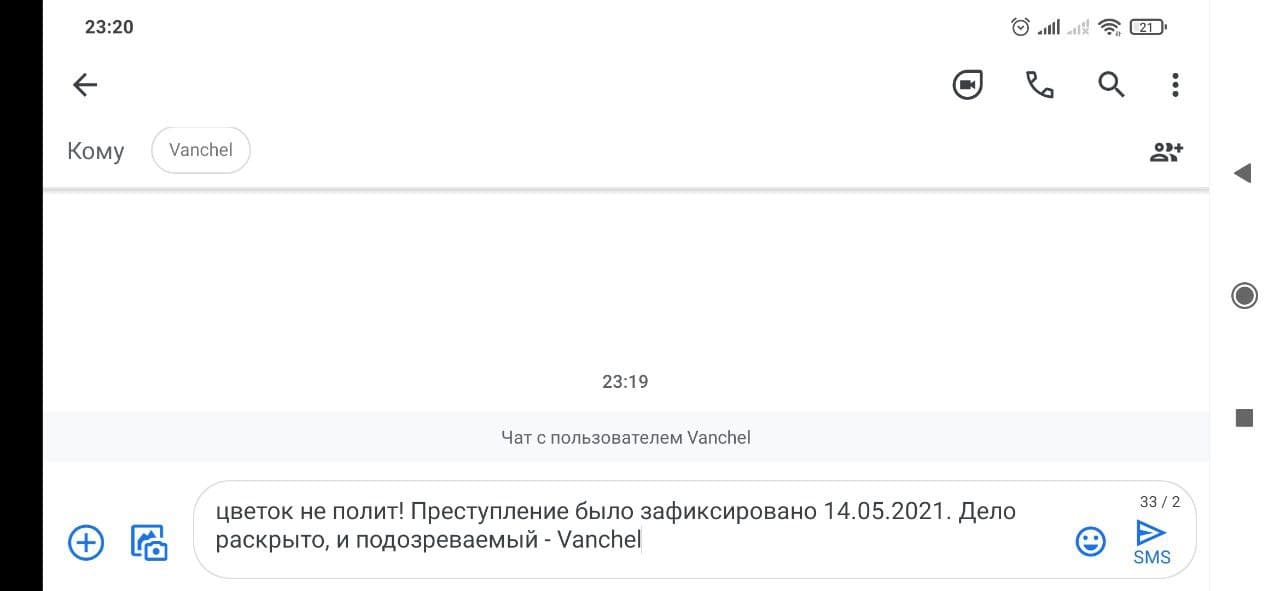 23:20
21
Кому Vanchel
23:19
Чат с пользователем Vanchel
33 / 2
цветок не полит! Преступление было зафиксировано 14.05.2021. Дело
раскрыто, и подозреваемый - Vanchel
SMS